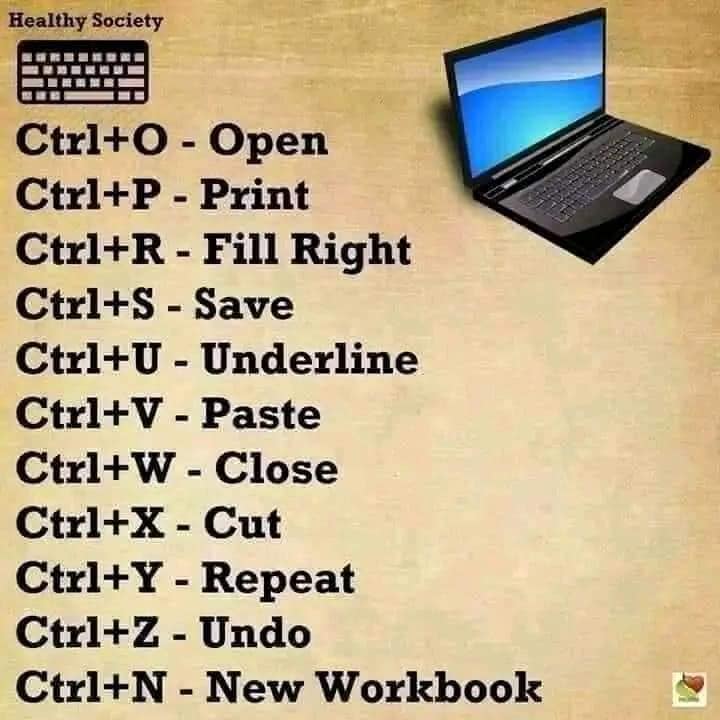 Healthy Society
Ctrl+O - Open
Ctrl+P - Print
Ctrl+R - Fill Right
Ctrl+S - Save
Ctrl+U - Underline
Ctrl+V - Paste
Ctrl+W - Close
Ctrl+X - Cut
Ctrl+Y - Repeat
Ctrl+Z - Undo
Ctrl+N - New Workbook